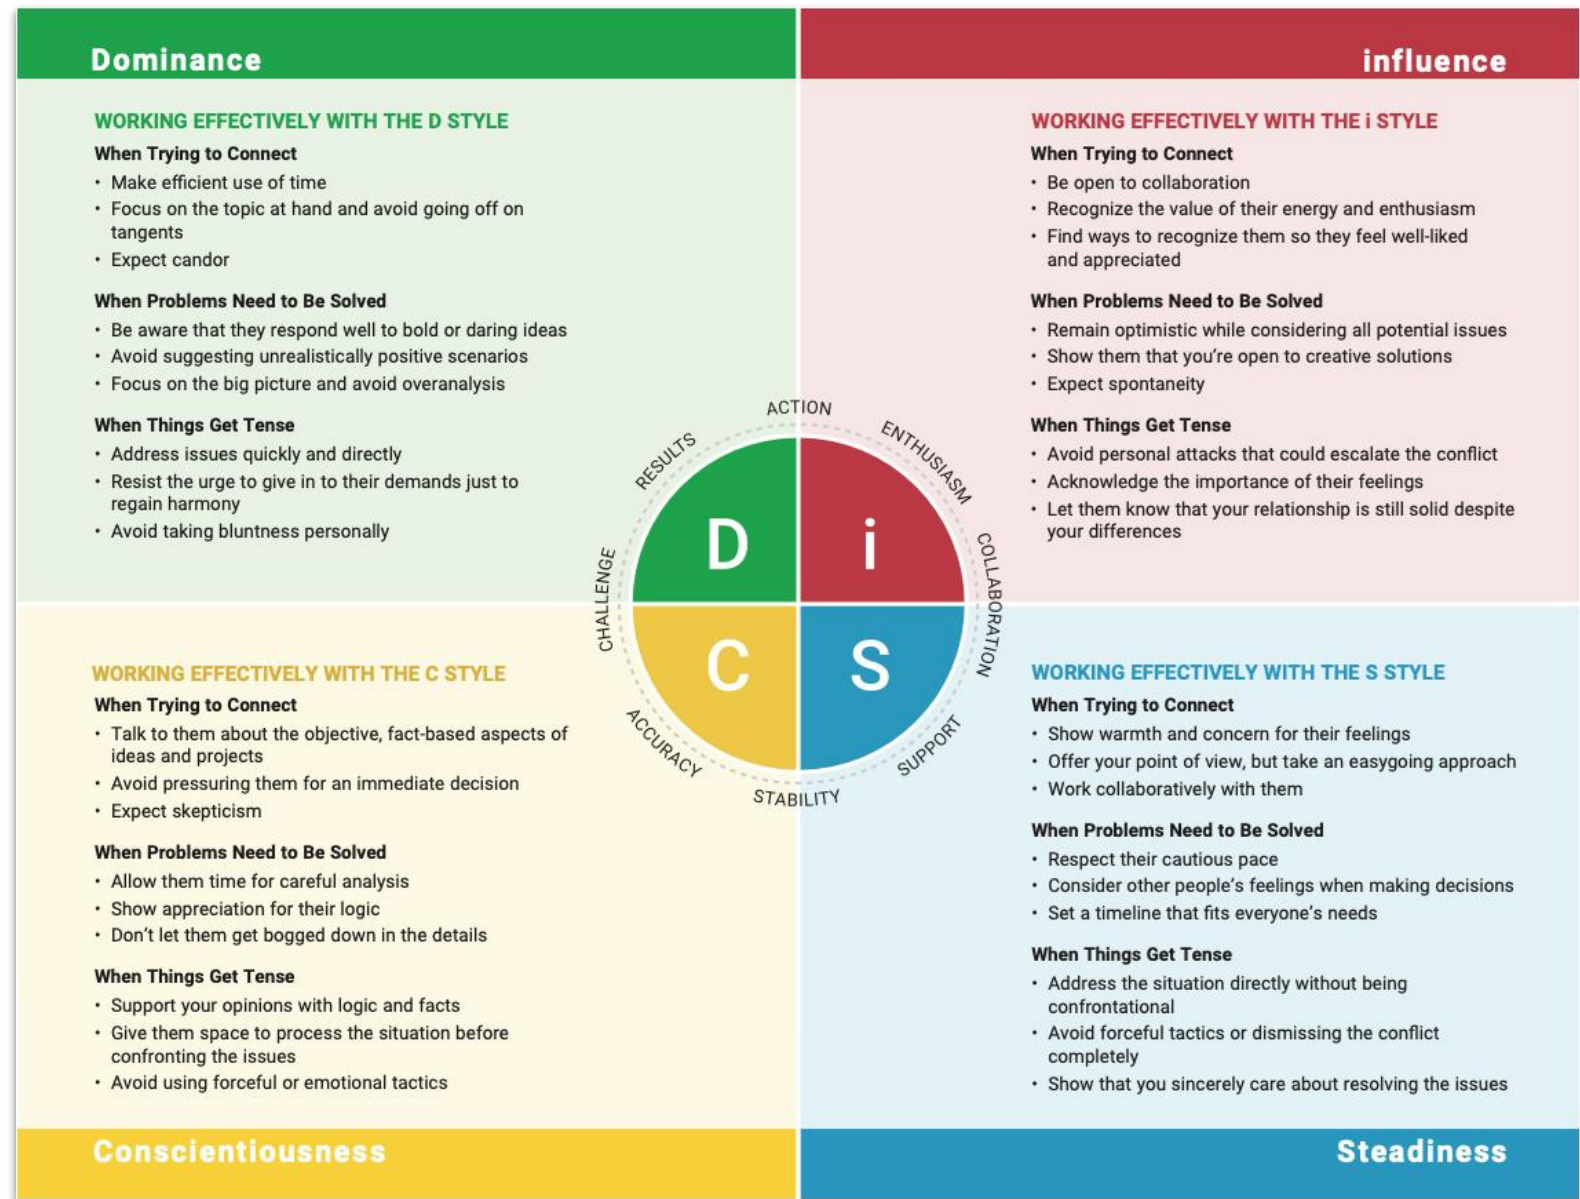 Dominance
WORKING EFFECTIVELY WITH THE D STYLE
When Trying to Connect
• Make efficient use of time
• Focus on the topic at hand and avoid going off on
tangents
• Expect candor
When Problems Need to Be Solved
• Be aware that they respond well to bold or daring ideas
• Avoid suggesting unrealistically positive scenarios
• Focus on the big picture and avoid overanalysis
When Things Get Tense
• Address issues quickly and directly
• Resist the urge to give in to their demands just to
regain harmony
• Avoid taking bluntness personally
influence
WORKING EFFECTIVELY WITH THE i STYLE
When Trying to Connect
• Be open to collaboration
• Recognize the value of their energy and enthusiasm
• Find ways to recognize them so they feel well-liked
and appreciated
When Problems Need to Be Solved
• Remain optimistic while considering all potential issues
• Show them that you're open to creative solutions
• Expect spontaneity
When Things Get Tense
• Avoid personal attacks that could escalate the conflict
• Acknowledge the importance of their feelings
• Let them know that your relationship is still solid despite
your differences
ACTION
ENTHUSIASM
COLLABORATION
SUPPORT
STABILITY
ACCURACY
CHALLENGE
RESULTS
D
i
C
S
WORKING EFFECTIVELY WITH THE C STYLE
When Trying to Connect
• Talk to them about the objective, fact-based aspects of
ideas and projects
• Avoid pressuring them for an immediate decision
• Expect skepticism
When Problems Need to Be Solved
• Allow them time for careful analysis
• Show appreciation for their logic
• Don't let them get bogged down in the details
When Things Get Tense
• Support your opinions with logic and facts
• Give them space to process the situation before
confronting the issues
• Avoid using forceful or emotional tactics
Conscientiousness
WORKING EFFECTIVELY WITH THE S STYLE
When Trying to Connect
• Show warmth and concern for their feelings
• Offer your point of view, but take an easygoing approach
• Work collaboratively with them
When Problems Need to Be Solved
• Respect their cautious pace
• Consider other people's feelings when making decisions
• Set a timeline that fits everyone's needs
When Things Get Tense
• Address the situation directly without being
confrontational
• Avoid forceful tactics or dismissing the conflict
completely
• Show that you sincerely care about resolving the issues
Steadiness